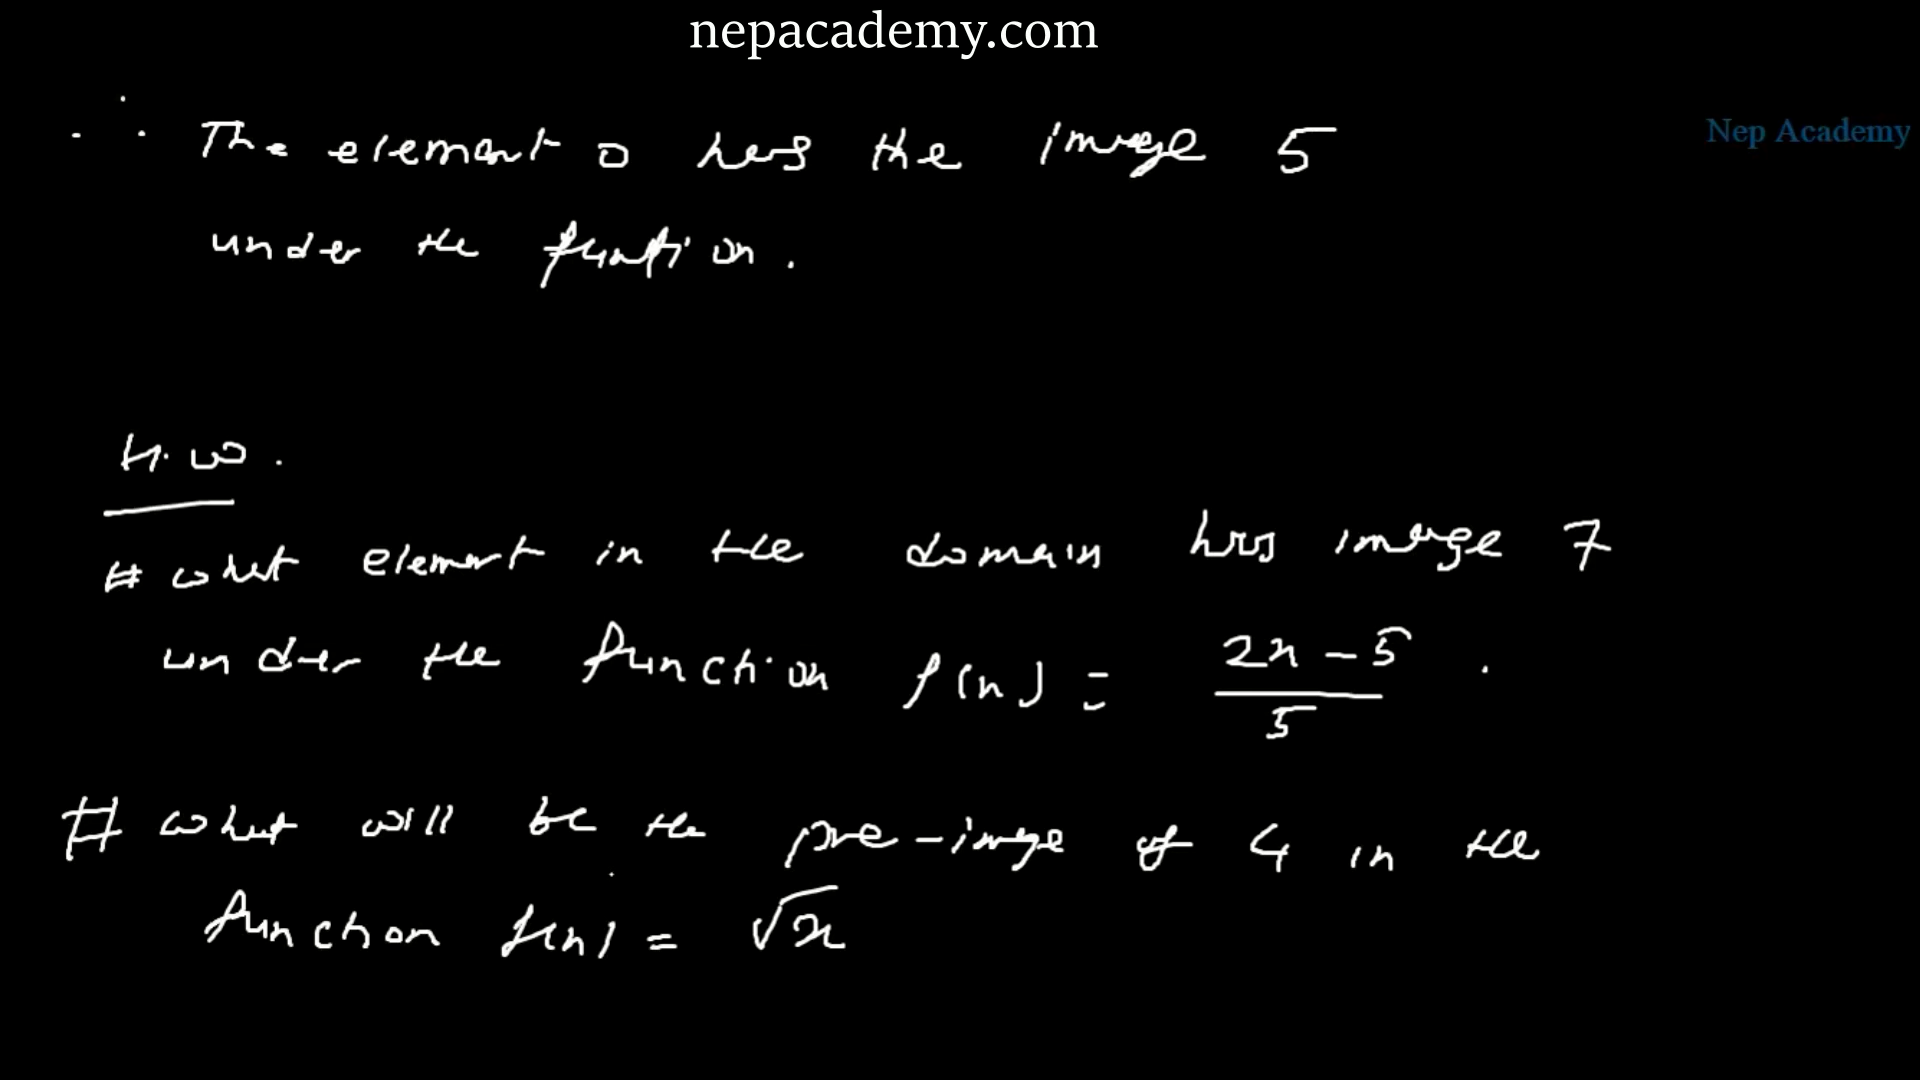 nepacademy.com
Nep Academy
∴ The element 0 has the image 5
under the function.
H.W.
# what element in the domain has image 7
under the function f(x) = (2x - 5)/5 .
# what will be the pre-image of 4 in the
function f(x) = √x